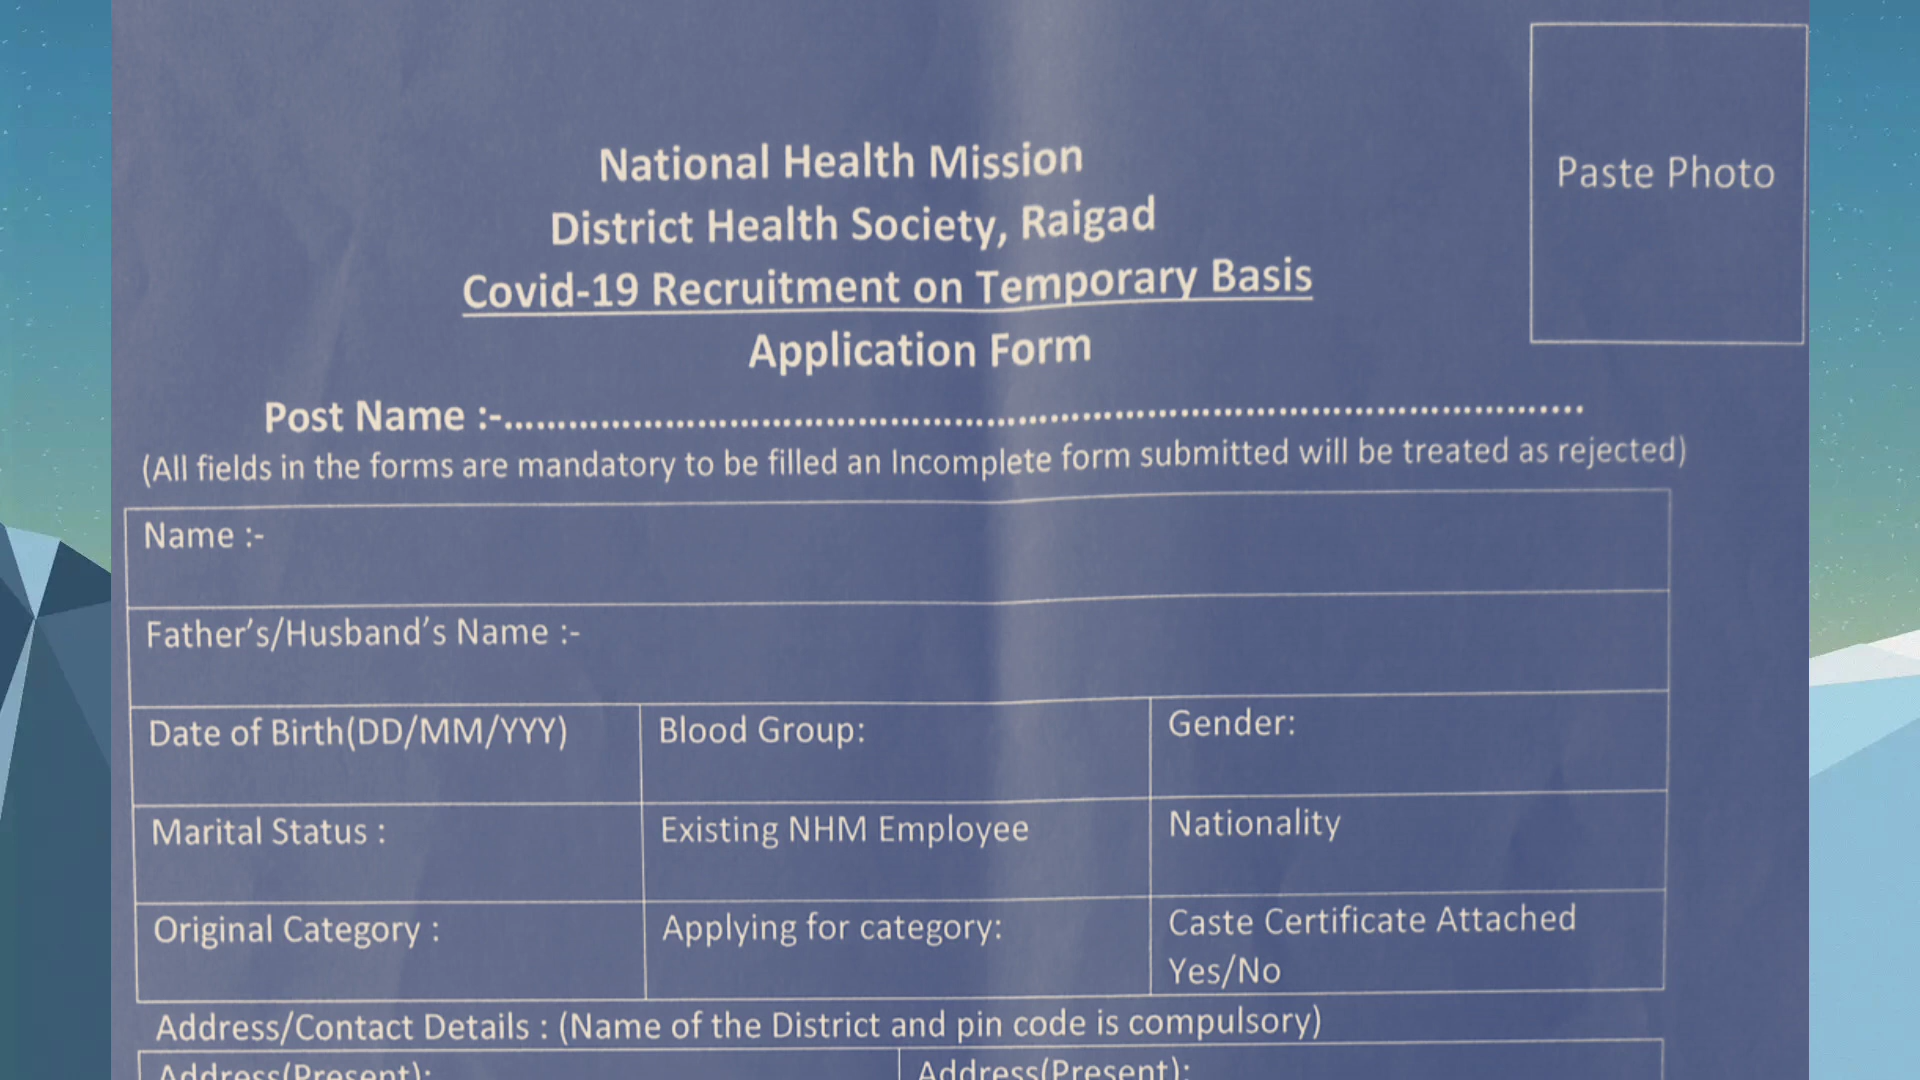 Paste Photo
National Health Mission
District Health Society, Raigad
Covid-19 Recruitment on Temporary Basis
Application Form
Post Name :-..........................................................................................
(All fields in the forms are mandatory to be filled an Incomplete form submitted will be treated as rejected)
Name :-
Father's/Husband's Name :-
Date of Birth(DD/MM/YYY)
Blood Group:
Gender:
Marital Status :
Existing NHM Employee
Nationality
Original Category :
Applying for category:
Caste Certificate Attached
Yes/No
Address/Contact Details : (Name of the District and pin code is compulsory)
Address(Present):
Address(Present):